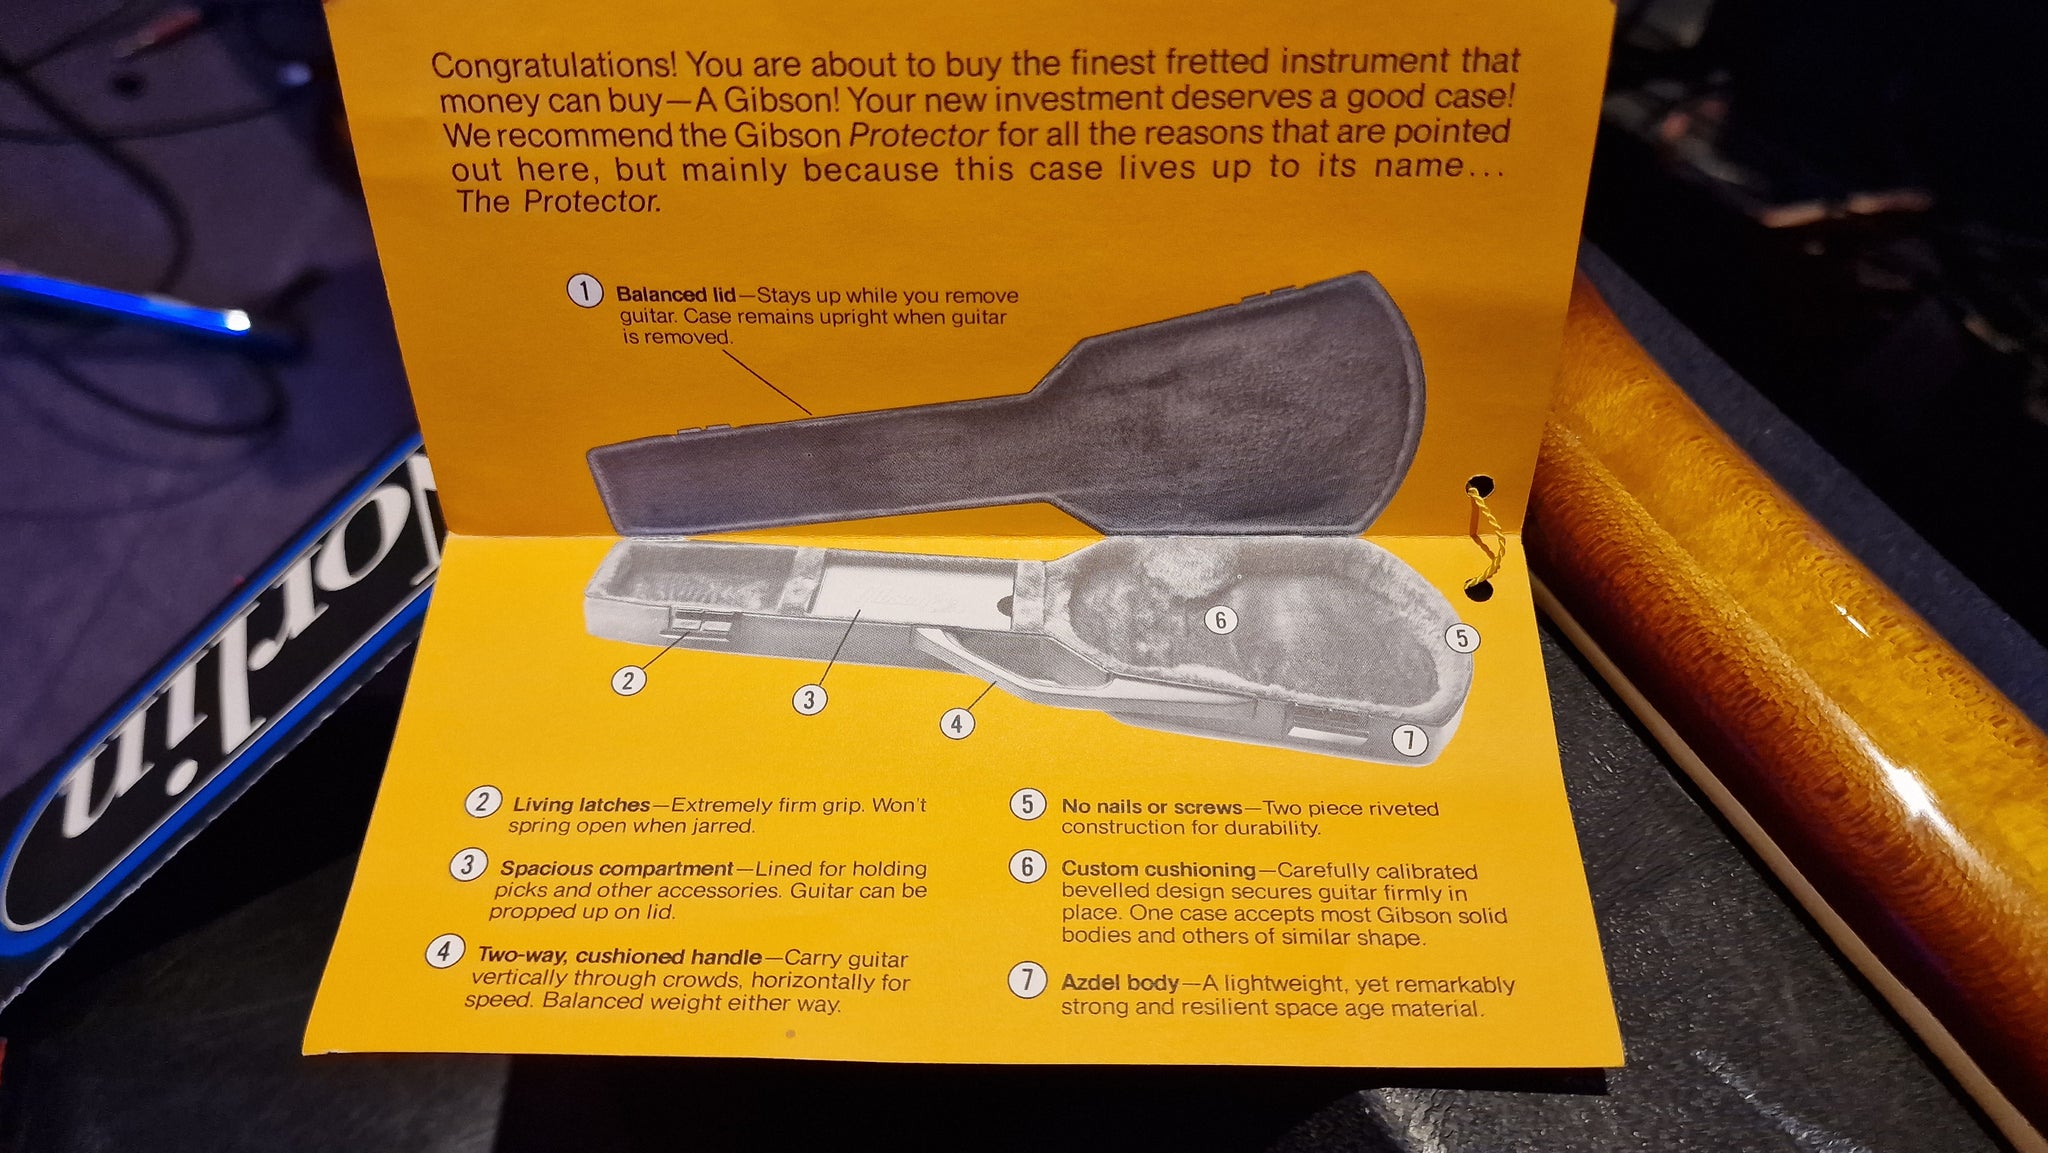 Congratulations! You are about to buy the finest fretted instrument that
money can buy—A Gibson! Your new investment deserves a good case!
We recommend the Gibson Protector for all the reasons that are pointed
out here, but mainly because this case lives up to its name...
The Protector.
1 Balanced lid—Stays up while you remove
guitar. Case remains upright when guitar
is removed.
6
5
2
3
4
7
2 Living latches—Extremely firm grip. Won't
spring open when jarred.
3 Spacious compartment—Lined for holding
picks and other accessories. Guitar can be
propped up on lid.
4 Two-way, cushioned handle—Carry guitar
vertically through crowds, horizontally for
speed. Balanced weight either way.
5 No nails or screws—Two piece riveted
construction for durability.
6 Custom cushioning—Carefully calibrated
bevelled design secures guitar firmly in
place. One case accepts most Gibson solid
bodies and others of similar shape.
7 Azdel body—A lightweight, yet remarkably
strong and resilient space age material.